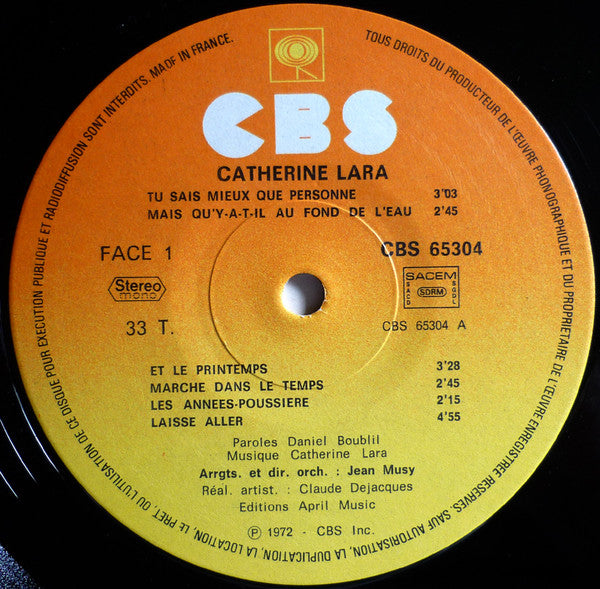 TOUS DROITS DU PRODUCTEUR DE L'ŒUVRE PHONOGRAPHIQUE ET DU PROPRIETAIRE DE L'ŒUVRE ENREGISTREE RESERVES. SAUF AUTORISATION, LA DUPLICATION, LA LOCATION, LE PRET, OU L'UTILISATION DE CE DISQUE POUR EXECUTION PUBLIQUE ET RADIODIFFUSION SONT INTERDITS. MADE IN FRANCE.
CBS
CATHERINE LARA
TU SAIS MIEUX QUE PERSONNE 3'03
MAIS QU'Y-A-T-IL AU FOND DE L'EAU 2'45
FACE 1
CBS 65304
Stereo
mono
SACEM
SACD
SDRM
SGDL
33 T.
CBS 65304 A
ET LE PRINTEMPS 3'28
MARCHE DANS LE TEMPS 2'45
LES ANNEES-POUSSIERE 2'15
LAISSE ALLER 4'55
Paroles Daniel Boublil
Musique Catherine Lara
Arrgts. et dir. orch. : Jean Musy
Réal. artist. : Claude Dejacques
Editions April Music
Ⓟ 1972 - CBS Inc.